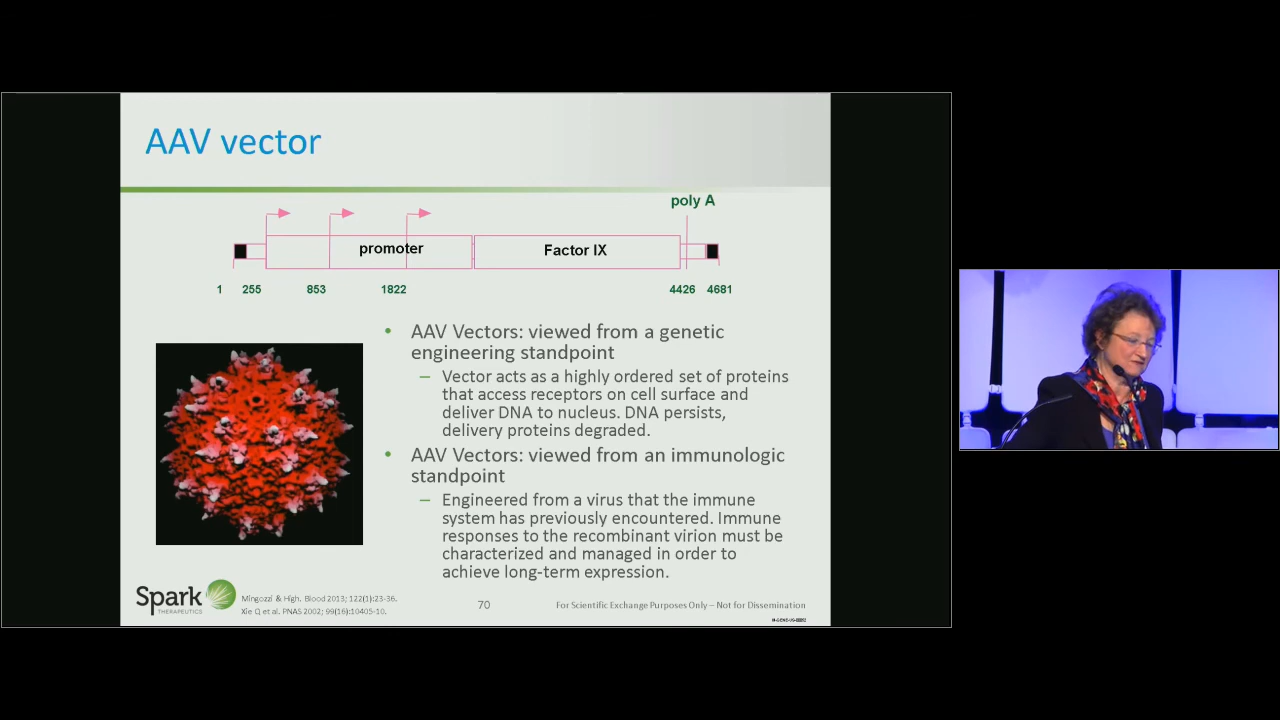 AAV vector
poly A
promoter
Factor IX
1 255 853 1822 4426 4681
• AAV Vectors: viewed from a genetic
engineering standpoint
– Vector acts as a highly ordered set of proteins
that access receptors on cell surface and
deliver DNA to nucleus. DNA persists,
delivery proteins degraded.
• AAV Vectors: viewed from an immunologic
standpoint
– Engineered from a virus that the immune
system has previously encountered. Immune
responses to the recombinant virion must be
characterized and managed in order to
achieve long-term expression.
Spark
THERAPEUTICS
Mingozzi & High. Blood 2013; 122(1):23-36.
Xie Q et al. PNAS 2002; 99(16):10405-10.
70
For Scientific Exchange Purposes Only – Not for Dissemination